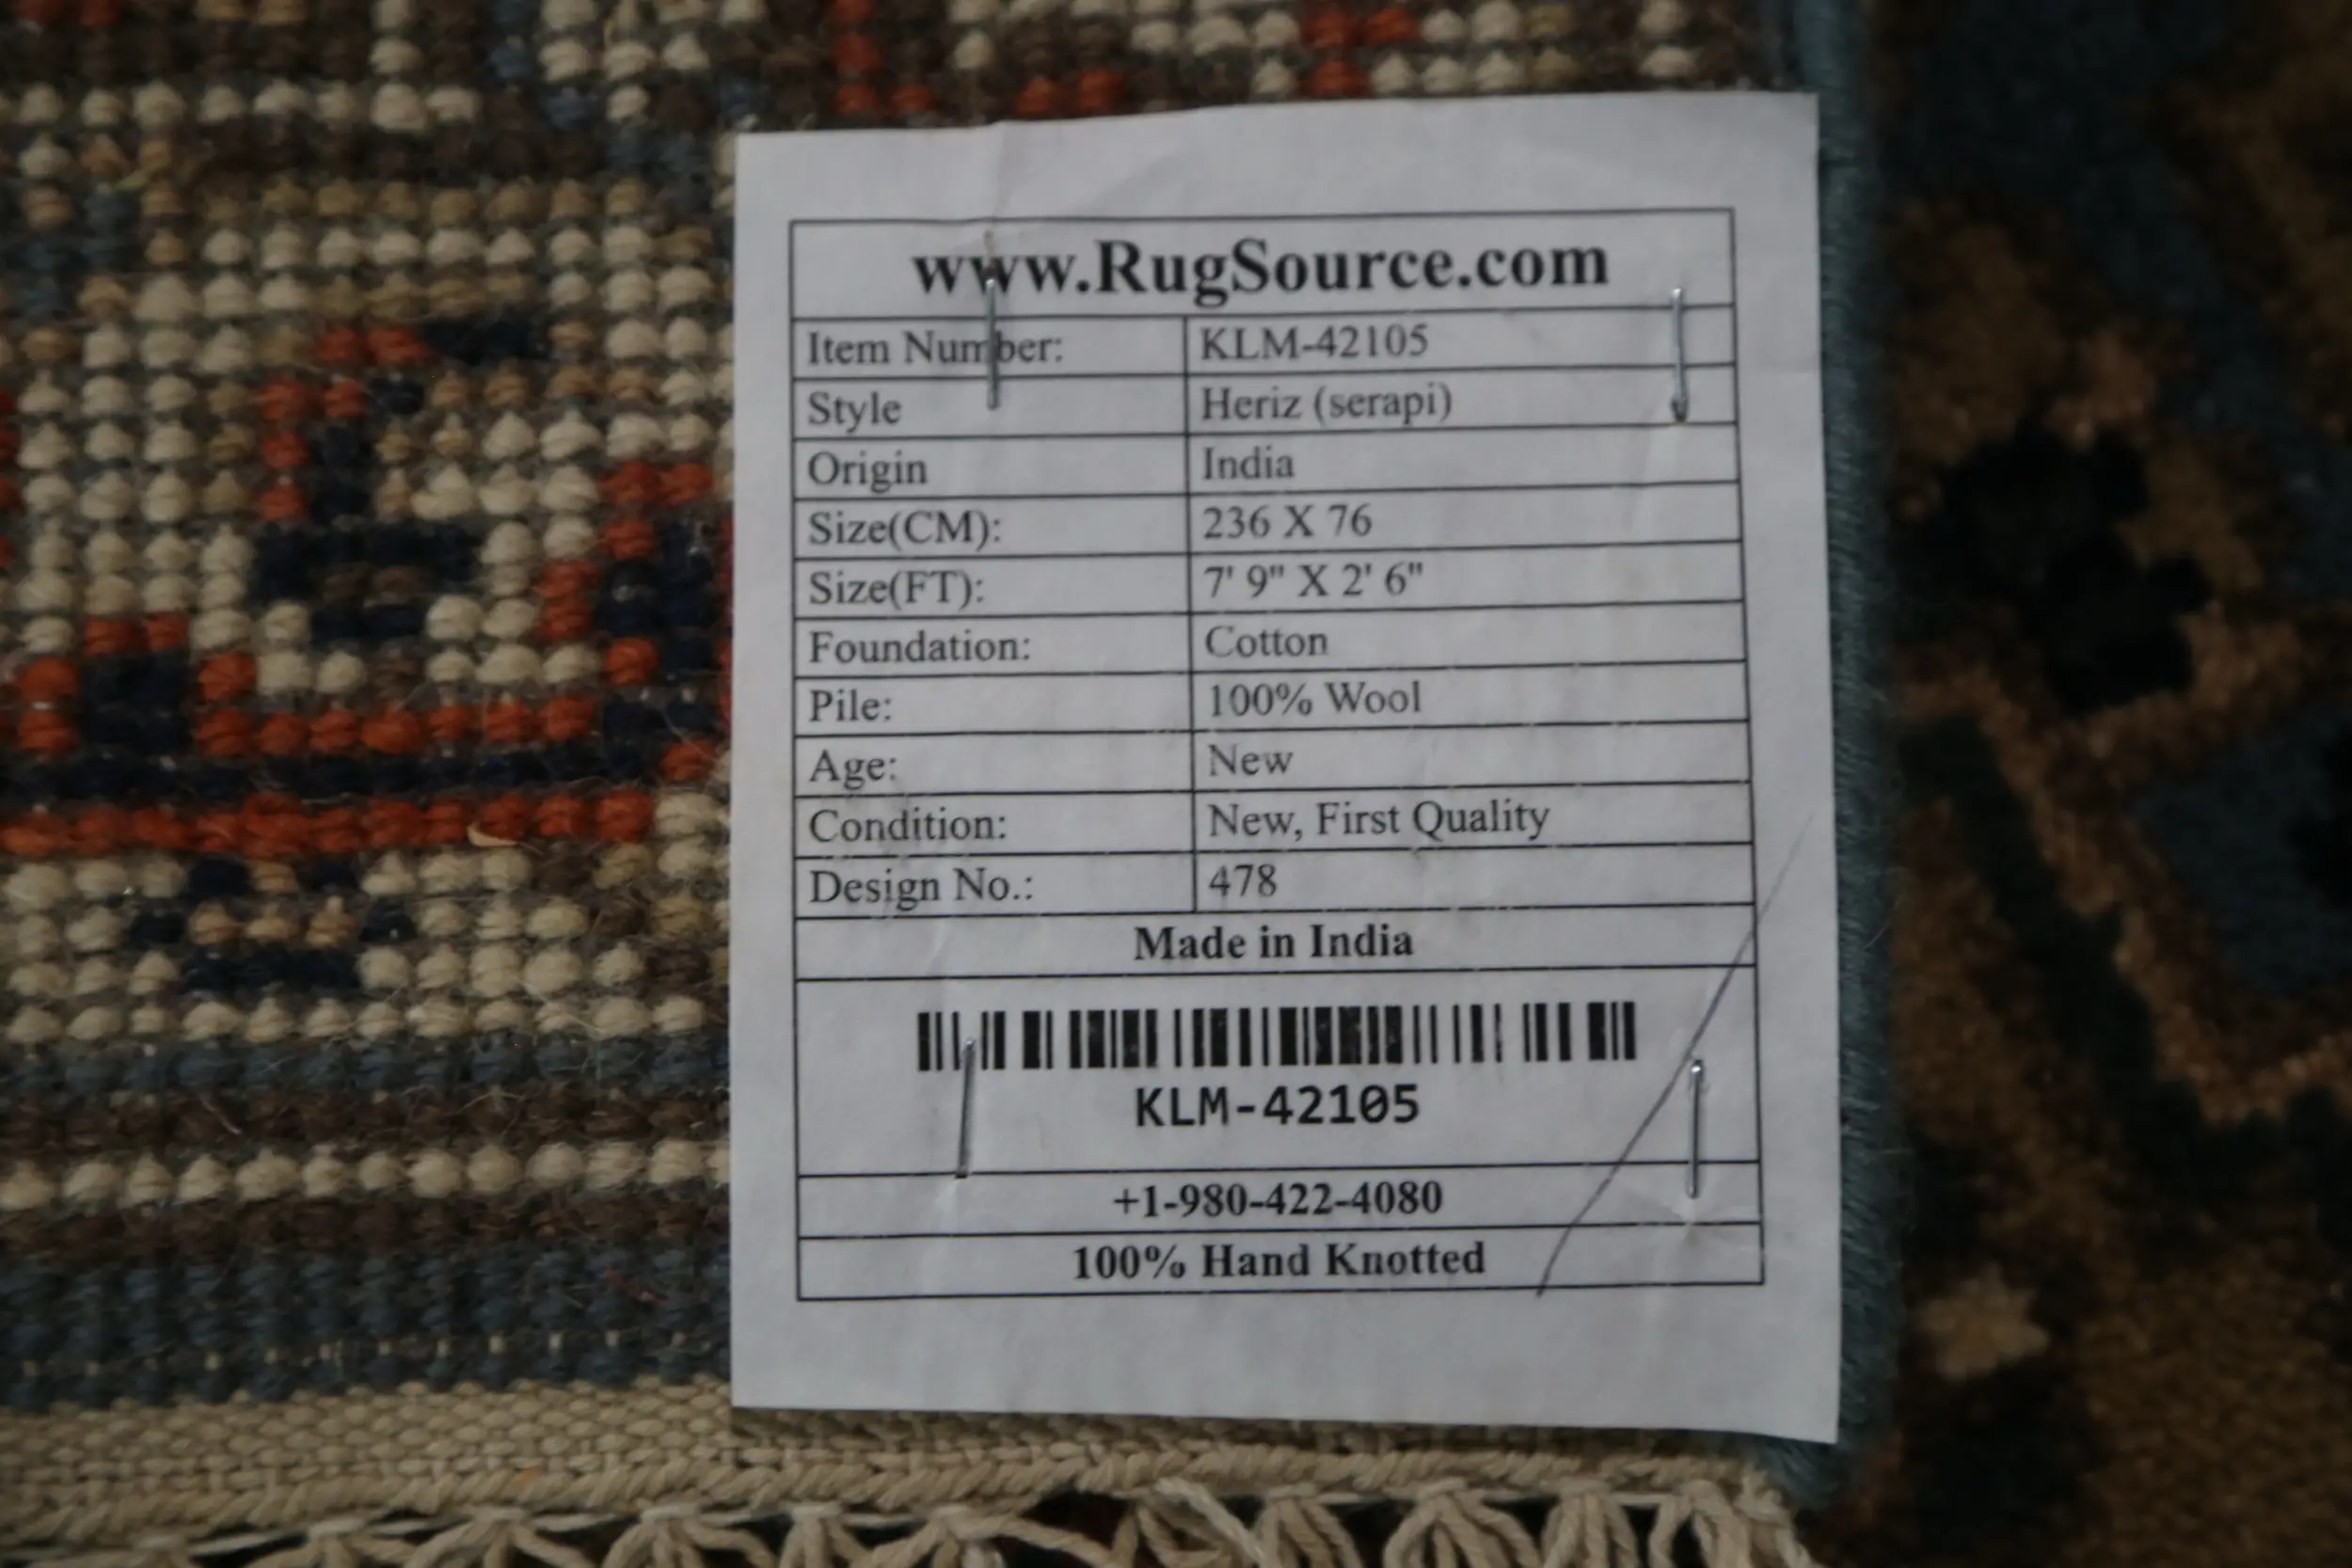 www.RugSource.com
Item Number: KLM-42105
Style Heriz (serapi)
Origin India
Size(CM): 236 X 76
Size(FT): 7' 9" X 2' 6"
Foundation: Cotton
Pile: 100% Wool
Age: New
Condition: New, First Quality
Design No.: 478
Made in India
KLM-42105
+1-980-422-4080
100% Hand Knotted